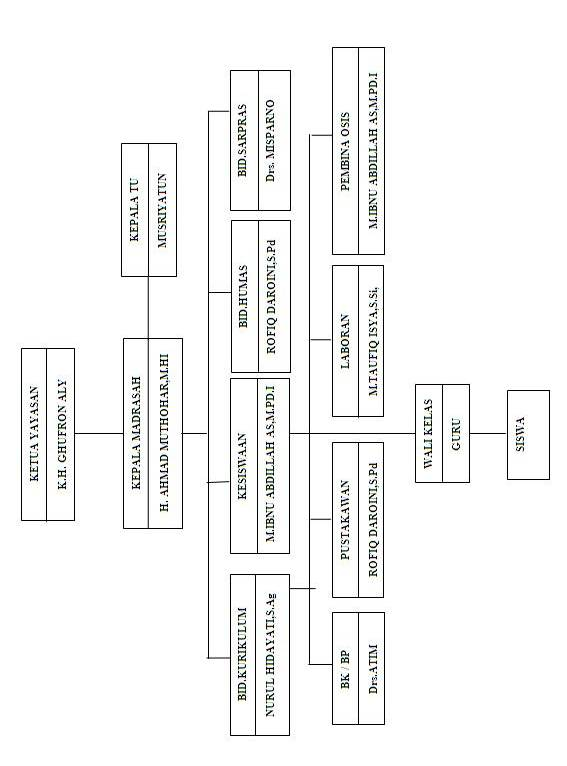 KETUA YAYASAN
K.H. GHUFRON ALY
KEPALA MADRASAH
H. AHMAD MUTHOHAR,M.HI
KEPALA TU
MUSRIYATUN
BID.KURIKULUM
NURUL HIDAYATI,S.Ag
KESISWAAN
M.IBNU ABDILLAH AS,M.PD.I
BID.HUMAS
ROFIQ DAROINI,S.Pd
BID.SARPRAS
Drs. MISPARNO
BK / BP
Drs.ATIM
PUSTAKAWAN
ROFIQ DAROINI,S.Pd
LABORAN
M.TAUFIQ ISYA,S.Si,
PEMBINA OSIS
M.IBNU ABDILLAH AS,M.PD.I
WALI KELAS
GURU
SISWA